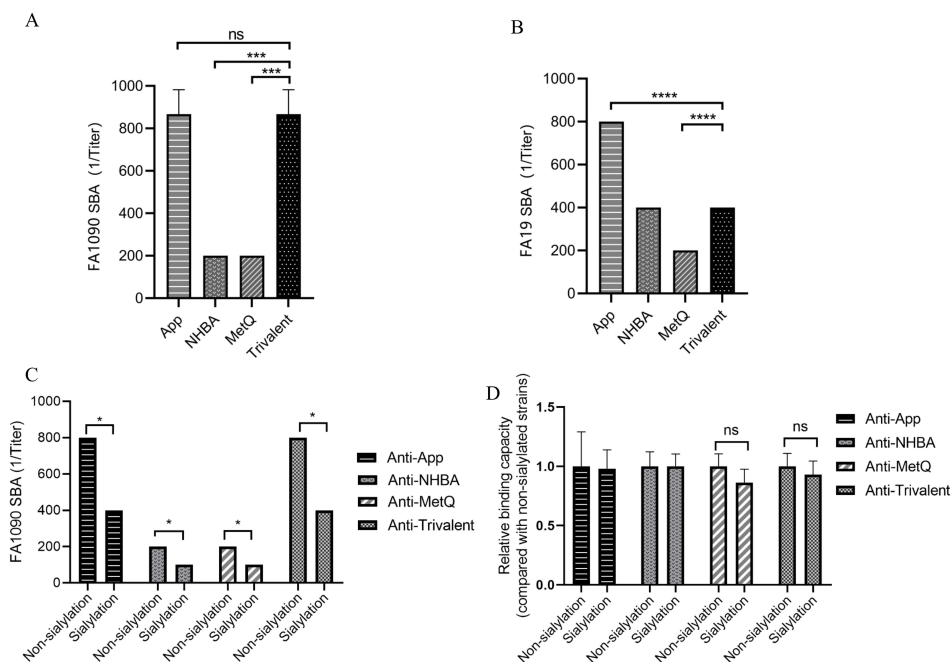 A
ns
***
***
FA1090 SBA (1/Titer)
1000
800
600
400
200
0
App
NHBA
MetQ
Trivalent
B
****
****
FA19 SBA (1/Titer)
1000
800
600
400
200
0
App
NHBA
MetQ
Trivalent
C
*
*
*
*
FA1090 SBA (1/Titer)
1000
800
600
400
200
0
Non-sialylation
Sialylation
Non-sialylation
Sialylation
Non-sialylation
Sialylation
Non-sialylation
Sialylation
Anti-App
Anti-NHBA
Anti-MetQ
Anti-Trivalent
D
ns
ns
Relative binding capacity
(compared with non-sialylated strains)
1.5
1.0
0.5
0.0
Non-sialylation
Sialylation
Non-sialylation
Sialylation
Non-sialylation
Sialylation
Non-sialylation
Sialylation
Anti-App
Anti-NHBA
Anti-MetQ
Anti-Trivalent